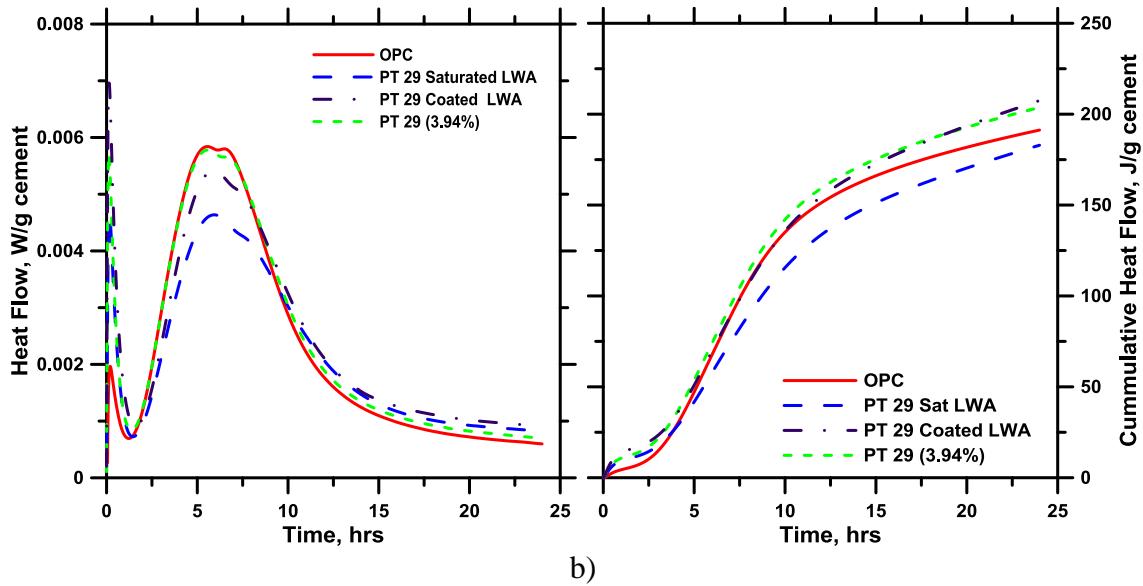 0.008
0.006
0.004
0.002
0
Heat Flow, W/g cement
OPC
PT 29 Saturated LWA
PT 29 Coated LWA
PT 29 (3.94%)
0 5 10 15 20 25
Time, hrs
250
200
150
100
50
0
Cummulative Heat Flow, J/g cement
OPC
PT 29 Sat LWA
PT 29 Coated LWA
PT 29 (3.94%)
0 5 10 15 20 25
Time, hrs
b)